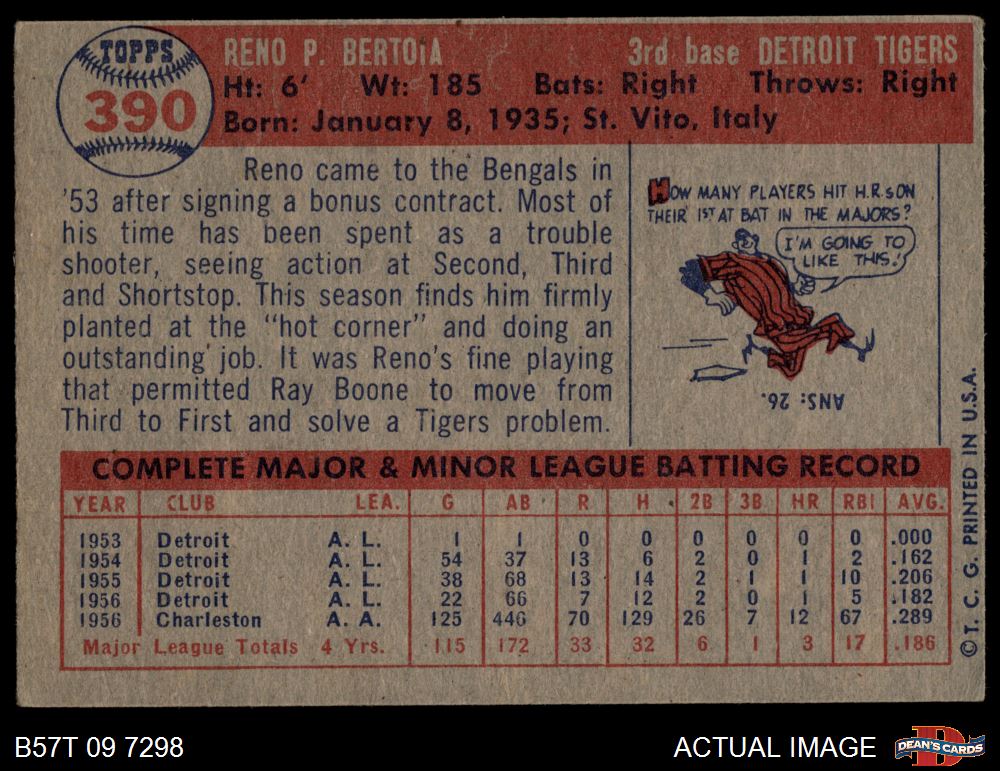 TOPPS
390
RENO P. BERTOIA 3rd base DETROIT TIGERS
Ht: 6' Wt: 185 Bats: Right Throws: Right
Born: January 8, 1935; St. Vito, Italy
Reno came to the Bengals in
'53 after signing a bonus contract. Most of
his time has been spent as a trouble
shooter, seeing action at Second, Third
and Shortstop. This season finds him firmly
planted at the "hot corner" and doing an
outstanding job. It was Reno's fine playing
that permitted Ray Boone to move from
Third to First and solve a Tigers problem.
HOW MANY PLAYERS HIT H.R.s ON
THEIR 1ST AT BAT IN THE MAJORS?
I'M GOING TO
LIKE THIS!
ANS: 26.
COMPLETE MAJOR & MINOR LEAGUE BATTING RECORD
YEAR CLUB LEA. G AB R H 2B 3B HR RBI AVG.
1953 Detroit A. L. 1 1 0 0 0 0 0 0 .000
1954 Detroit A. L. 54 37 13 6 2 0 1 2 .162
1955 Detroit A. L. 38 68 13 14 2 1 1 10 .206
1956 Detroit A. L. 22 66 7 12 2 0 1 5 .182
1956 Charleston A. A. 125 446 70 129 26 7 12 67 .289
Major League Totals 4 Yrs. 115 172 33 32 6 1 3 17 .186
©T. C. G. PRINTED IN U.S.A.
B57T 09 7298 ACTUAL IMAGE
DEAN'S CARDS